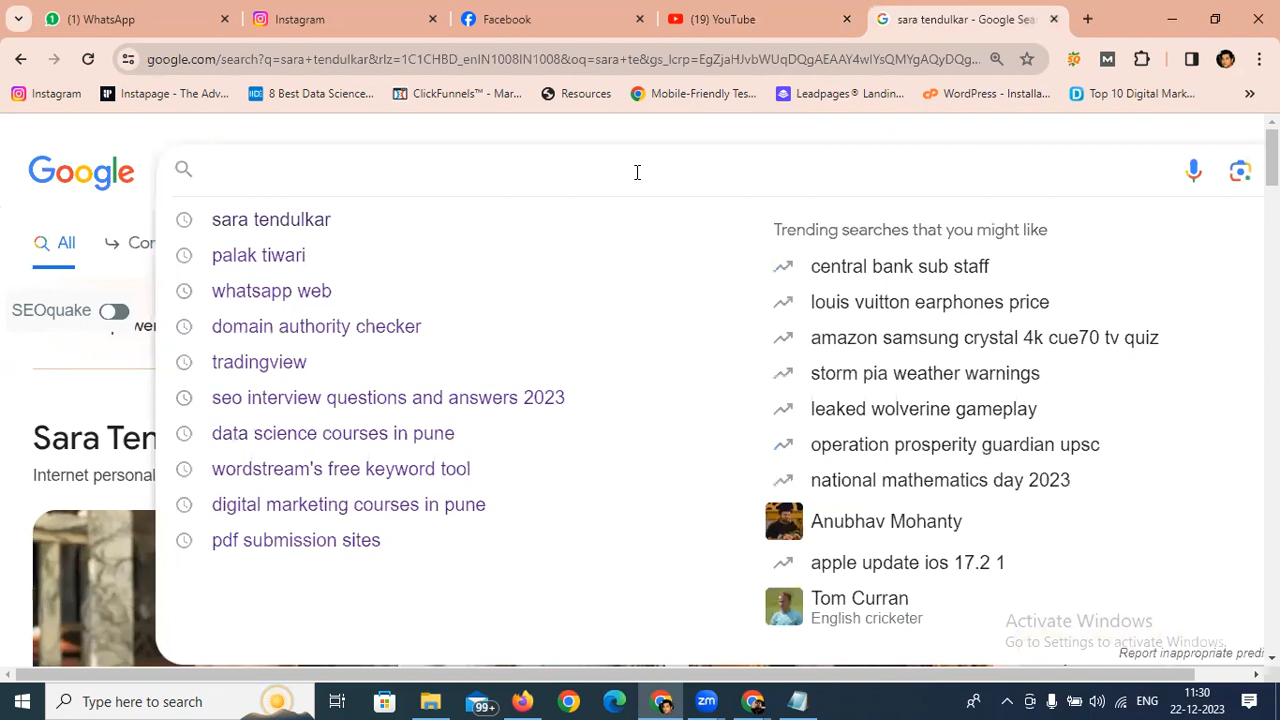 (1) WhatsApp
Instagram
Facebook
(19) YouTube
sara tendulkar - Google Sea
google.com/search?q=sara+tendulkar&rlz=1C1CHBD_enIN1008IN1008&oq=sara+te&gs_lcrp=EgZjaHJvbWUqDQgAEAAY4wIYsQMYgAQyDQg...
Instagram
Instapage - The Adv...
8 Best Data Science...
ClickFunnels™ - Mar...
Resources
Mobile-Friendly Tes...
Leadpages® Landin...
WordPress - Installa...
Top 10 Digital Mark...
Google
All
Con
SEOquake
Sara Ten
Internet personal
sara tendulkar
palak tiwari
whatsapp web
domain authority checker
tradingview
seo interview questions and answers 2023
data science courses in pune
wordstream's free keyword tool
digital marketing courses in pune
pdf submission sites
Trending searches that you might like
central bank sub staff
louis vuitton earphones price
amazon samsung crystal 4k cue70 tv quiz
storm pia weather warnings
leaked wolverine gameplay
operation prosperity guardian upsc
national mathematics day 2023
Anubhav Mohanty
apple update ios 17.2 1
Tom Curran
English cricketer
Activate Windows
Go to Settings to activate Windows.
Report inappropriate predi
Type here to search
99+
ENG
11:30
22-12-2023